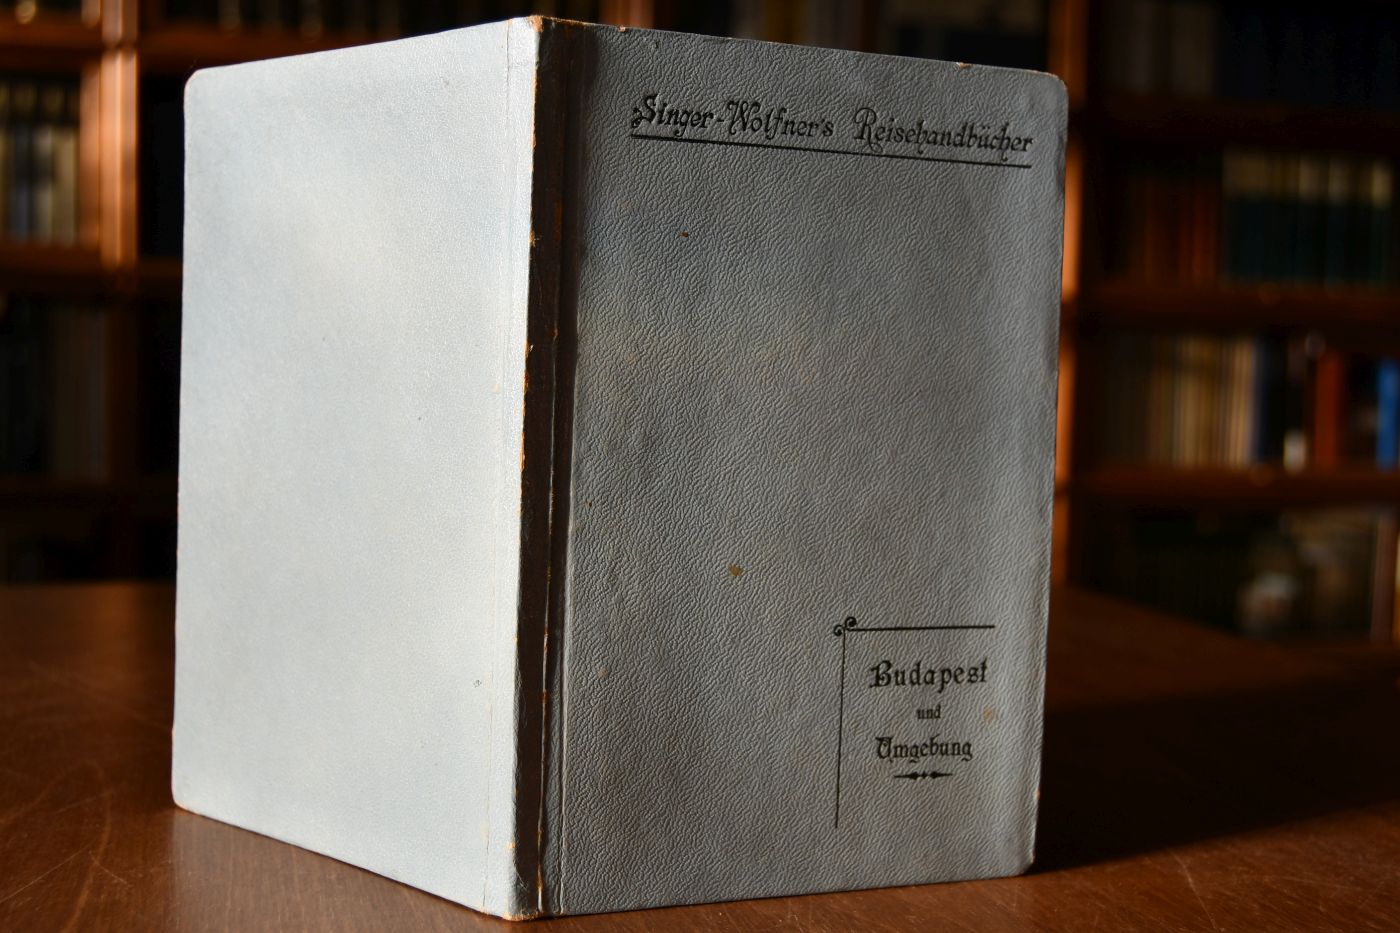 Singer-Wolfner's Reisehandbücher
Budapest
und
Umgebung